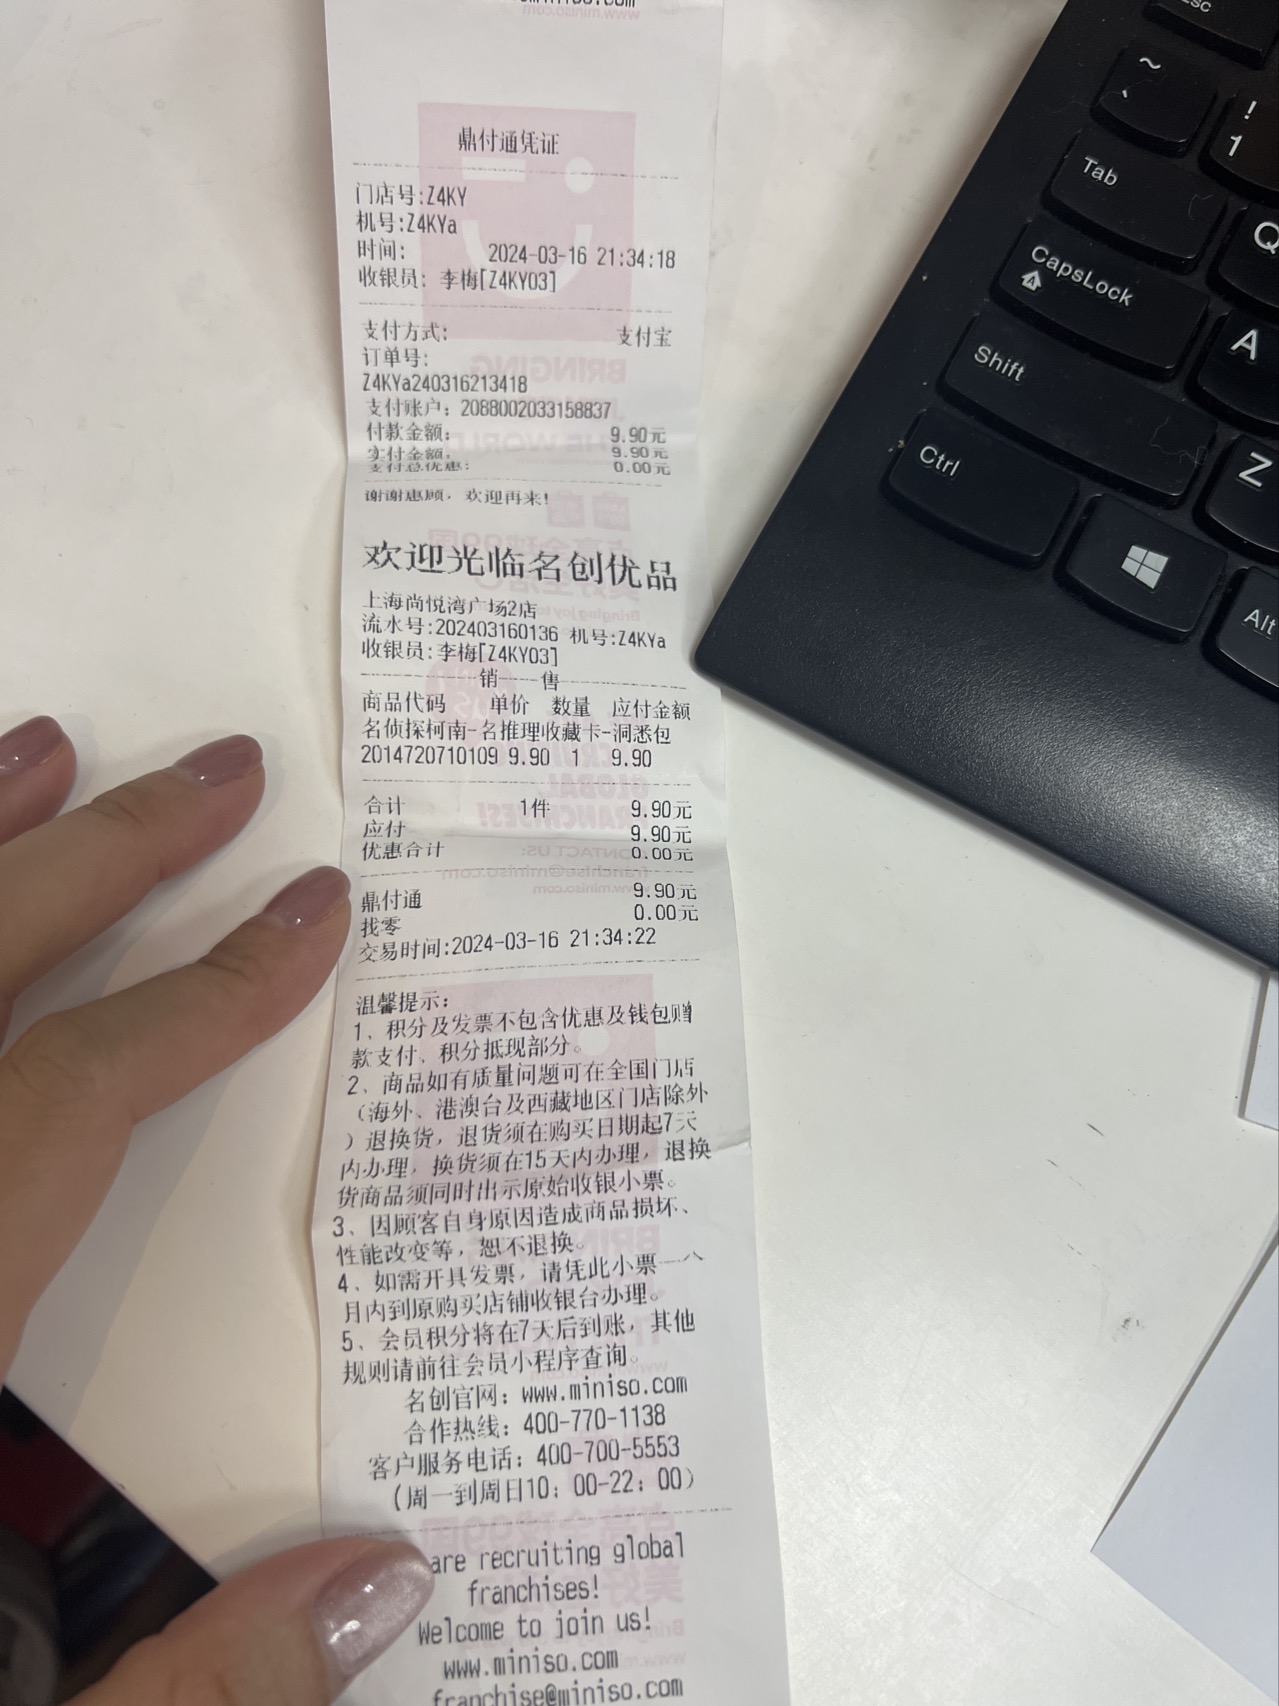 鼎付通凭证
门店号:Z4KY
机号:Z4KYa
时间: 2024-03-16 21:34:18
收银员: 李梅[Z4KY03]
支付方式: 支付宝
订单号:
Z4KYa240316213418
支付账户: 2088002033158837
付款金额: 9.90元
实付金额: 9.90元
支付总优惠: 0.00元
谢谢惠顾, 欢迎再来!
欢迎光临名创优品
上海尚悦湾广场2店
流水号:202403160136 机号:Z4KYa
收银员:李梅[Z4KY03]
销 售
商品代码 单价 数量 应付金额
名侦探柯南-名推理收藏卡-洞悉包
2014720710109 9.90 1 9.90
合计 1件 9.90元
应付 9.90元
优惠合计 0.00元
鼎付通 9.90元
找零 0.00元
交易时间:2024-03-16 21:34:22
温馨提示:
1、积分及发票不包含优惠及钱包赠
款支付、积分抵现部分。
2、商品如有质量问题可在全国门店
(海外、港澳台及西藏地区门店除外
)退换货, 退货须在购买日期起7天
内办理, 换货须在15天内办理, 退换
货商品须同时出示原始收银小票。
3、因顾客自身原因造成商品损坏、
性能改变等, 恕不退换。
4、如需开具发票, 请凭此小票一个
月内到原购买店铺收银台办理。
5、会员积分将在7天后到账, 其他
规则请前往会员小程序查询。
名创官网: www.miniso.com
合作热线: 400-770-1138
客户服务电话: 400-700-5553
(周一到周日10: 00-22: 00)
are recruiting global
franchises!
Welcome to join us!
www.miniso.com
franchise@miniso.com
Esc
~
!
1
Tab
Q
CapsLock
A
A
Shift
Z
Ctrl
Alt